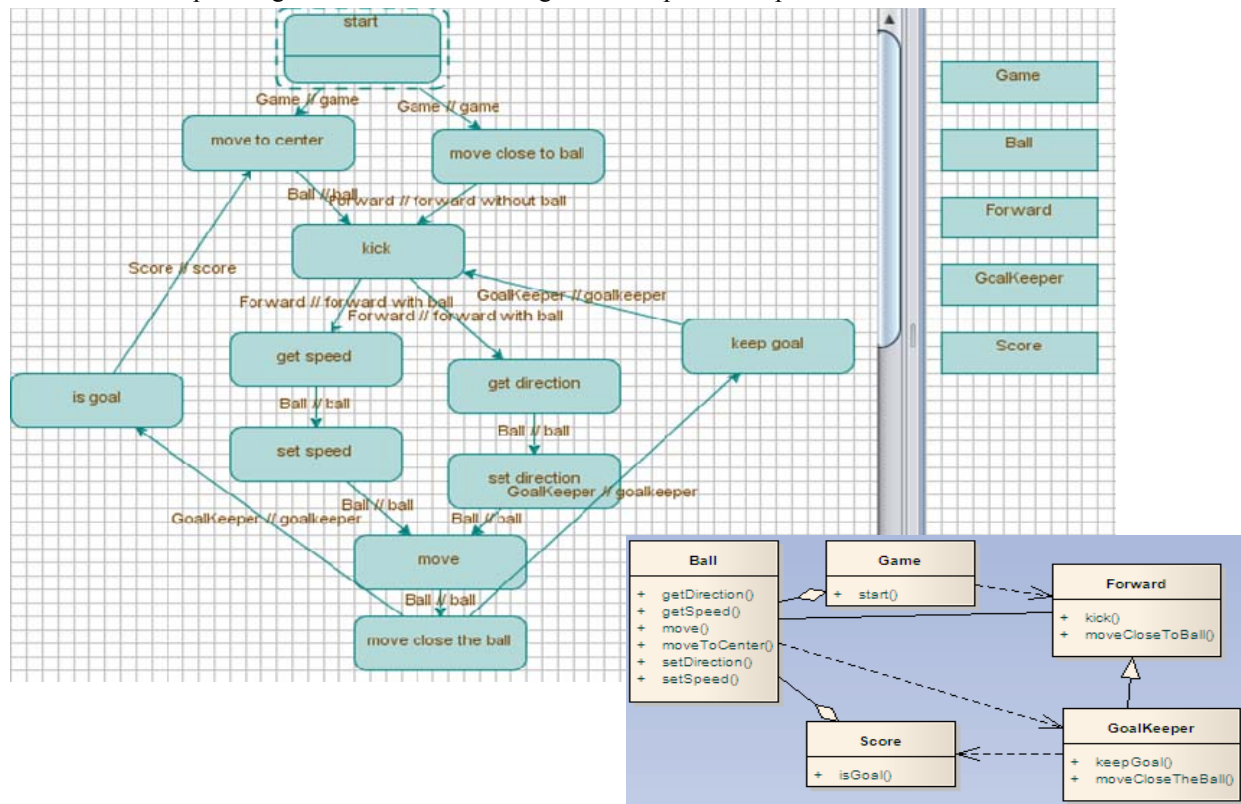 start
Game // game
Game // game
move to center
move close to ball
Ball // ball
Forward // forward without ball
kick
Score // score
GoalKeeper // goalkeeper
Forward // forward with ball
Forward // forward with ball
get speed
keep goal
get direction
is goal
Ball // ball
Ball // ball
set speed
set direction
GoalKeeper // goalkeeper
Ball // ball
Ball // ball
GoalKeeper // goalkeeper
move
Ball // ball
move close the ball
Game
Ball
Forward
GcalKeeper
Score
Ball
+ getDirection()
+ getSpeed()
+ move()
+ moveToCenter()
+ setDirection()
+ setSpeed()
Game
+ start()
Forward
+ kick()
+ moveCloseToBall()
Score
+ isGoal()
GoalKeeper
+ keepGoal()
+ moveCloseTheBall()